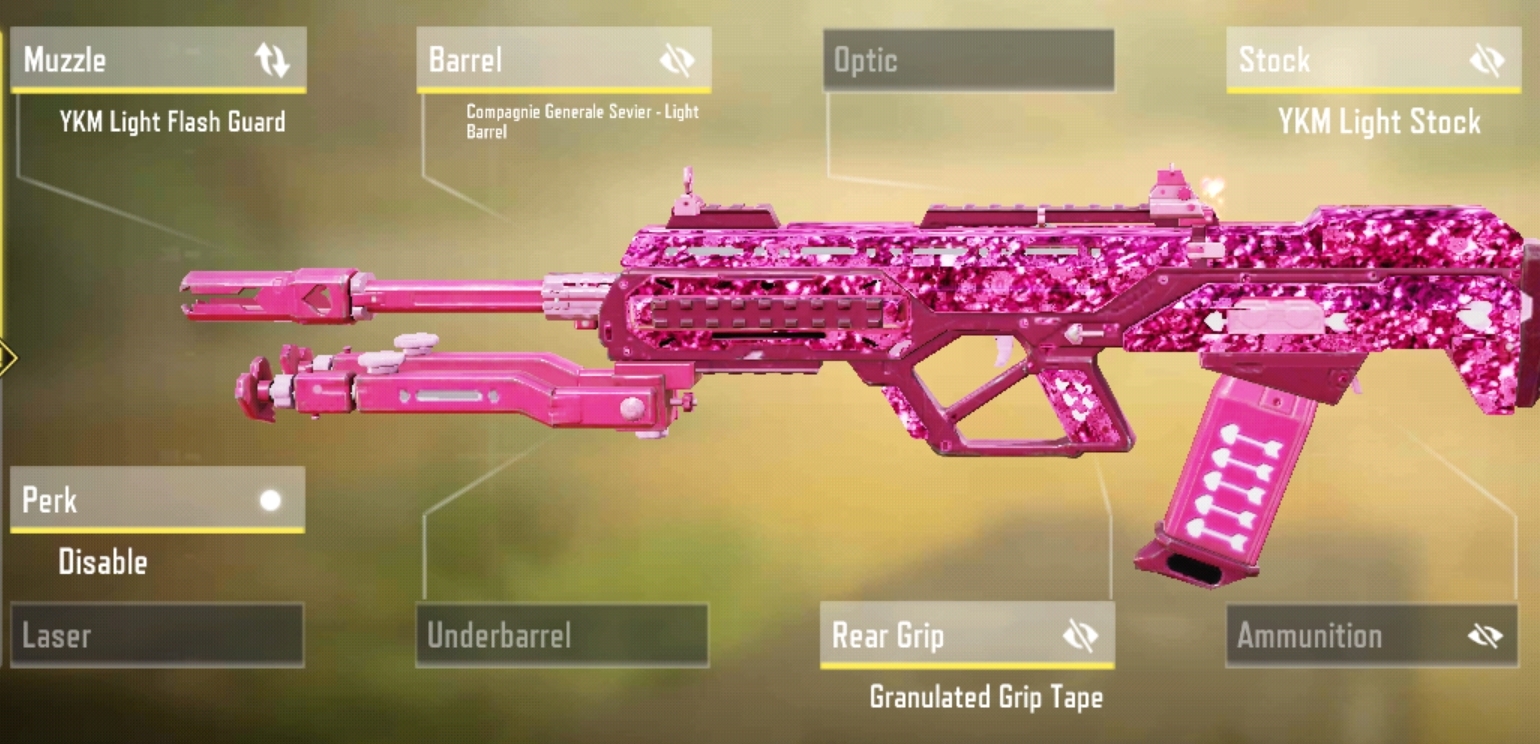 Muzzle
YKM Light Flash Guard
Barrel
Compagnie Generale Sevier - Light
Barrel
Optic
Stock
YKM Light Stock
Perk
Disable
Laser
Underbarrel
Rear Grip
Granulated Grip Tape
Ammunition